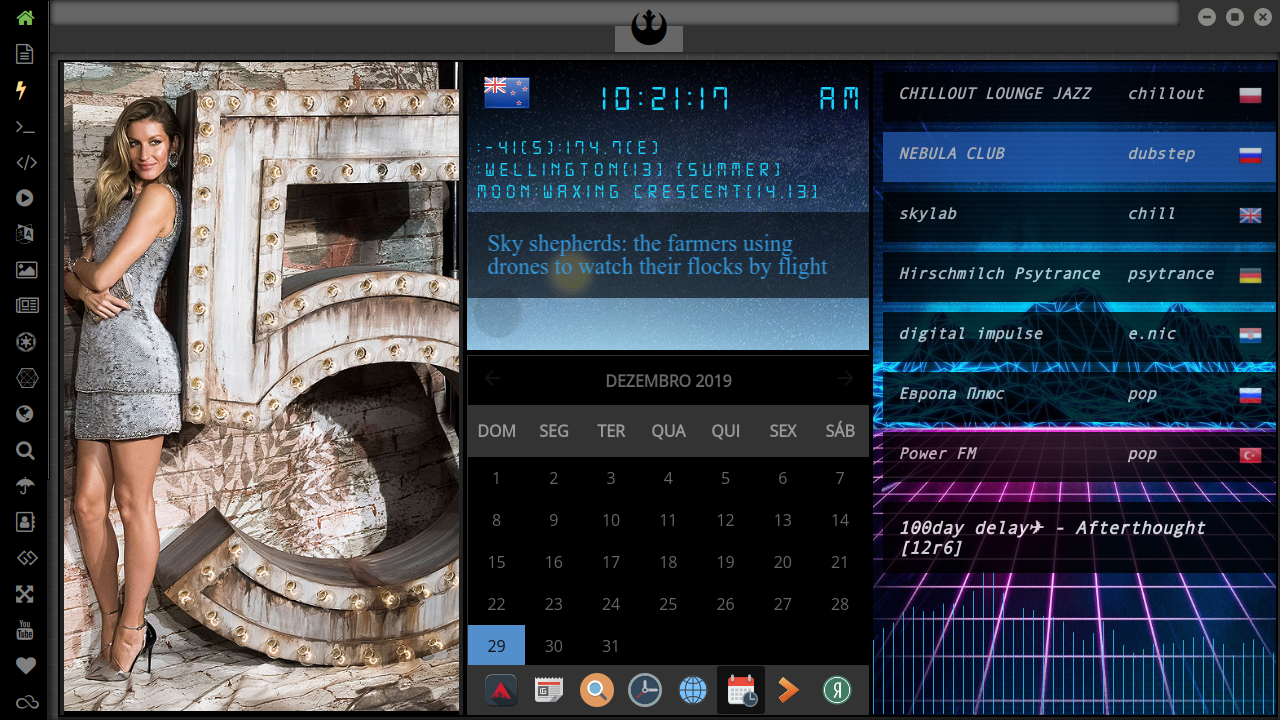 10:21:17 AM
:-41(S):174.7(E)
:WELLINGTON(13) (SUMMER)
MOON:WAXING CRESCENT(14.13)
Sky shepherds: the farmers using
drones to watch their flocks by flight
DEZEMBRO 2019
DOM SEG TER QUA QUI SEX SÁB
1 2 3 4 5 6 7
8 9 10 11 12 13 14
15 16 17 18 19 20 21
22 23 24 25 26 27 28
29 30 31
CHILLOUT LOUNGE JAZZ chillout
NEBULA CLUB dubstep
skylab chill
Hirschmilch Psytrance psytrance
digital impulse e.nic
Европа Плюс pop
Power FM pop
100day delay✈ - Afterthought
[12r6]
You
Tube
Я